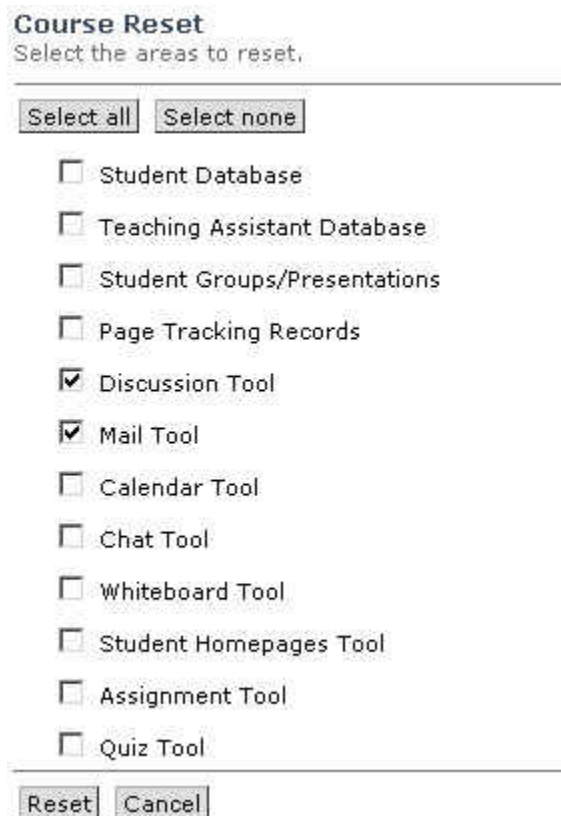 Course Reset
Select the areas to reset.
Select all Select none
Student Database
Teaching Assistant Database
Student Groups/Presentations
Page Tracking Records
Discussion Tool
Mail Tool
Calendar Tool
Chat Tool
Whiteboard Tool
Student Homepages Tool
Assignment Tool
Quiz Tool
Reset Cancel